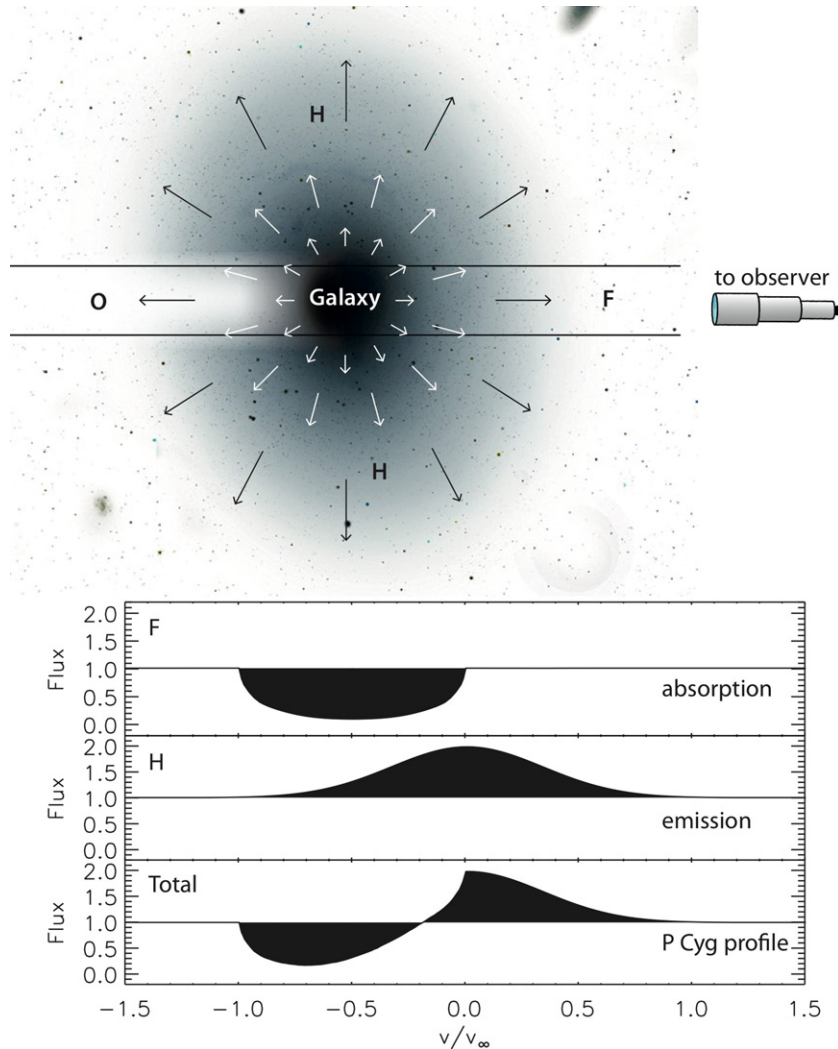 H
to observer
O
Galaxy
F
H
2.0
1.5
1.0
0.5
0.0
Flux
F
absorption
2.0
1.5
1.0
0.5
0.0
Flux
H
emission
2.0
1.5
1.0
0.5
0.0
Flux
Total
P Cyg profile
−1.5 −1.0 −0.5 0.0 0.5 1.0 1.5
v/v∞